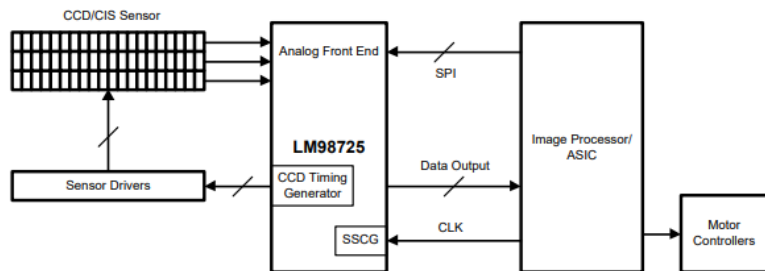 CCD/CIS Sensor
Analog Front End
SPI
LM98725
Image Processor/
ASIC
Data Output
CCD Timing
Generator
Sensor Drivers
SSCG
CLK
Motor
Controllers